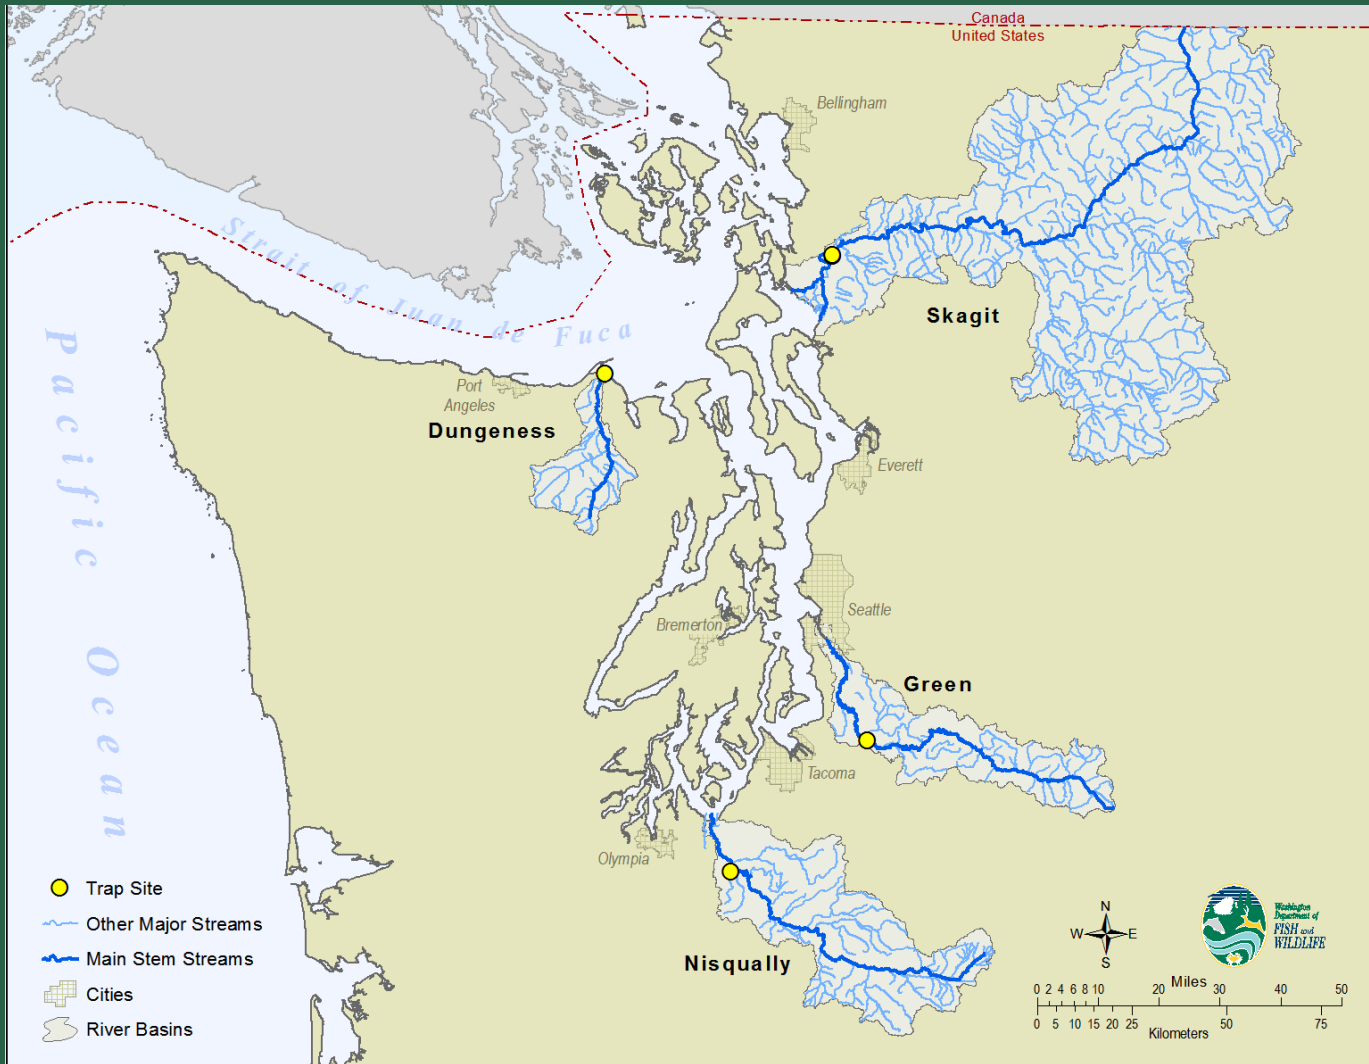 Canada
United States
Bellingham
Strait of Juan de Fuca
Skagit
Port
Angeles
Dungeness
Everett
Pacific Ocean
Seattle
Bremerton
Green
Tacoma
Olympia
Nisqually
Trap Site
Other Major Streams
Main Stem Streams
Cities
River Basins
N
W E
S
Washington
Department of
FISH and
WILDLIFE
Miles
0 2 4 6 8 10 20 30 40 50
0 5 10 15 20 25 50 75
Kilometers